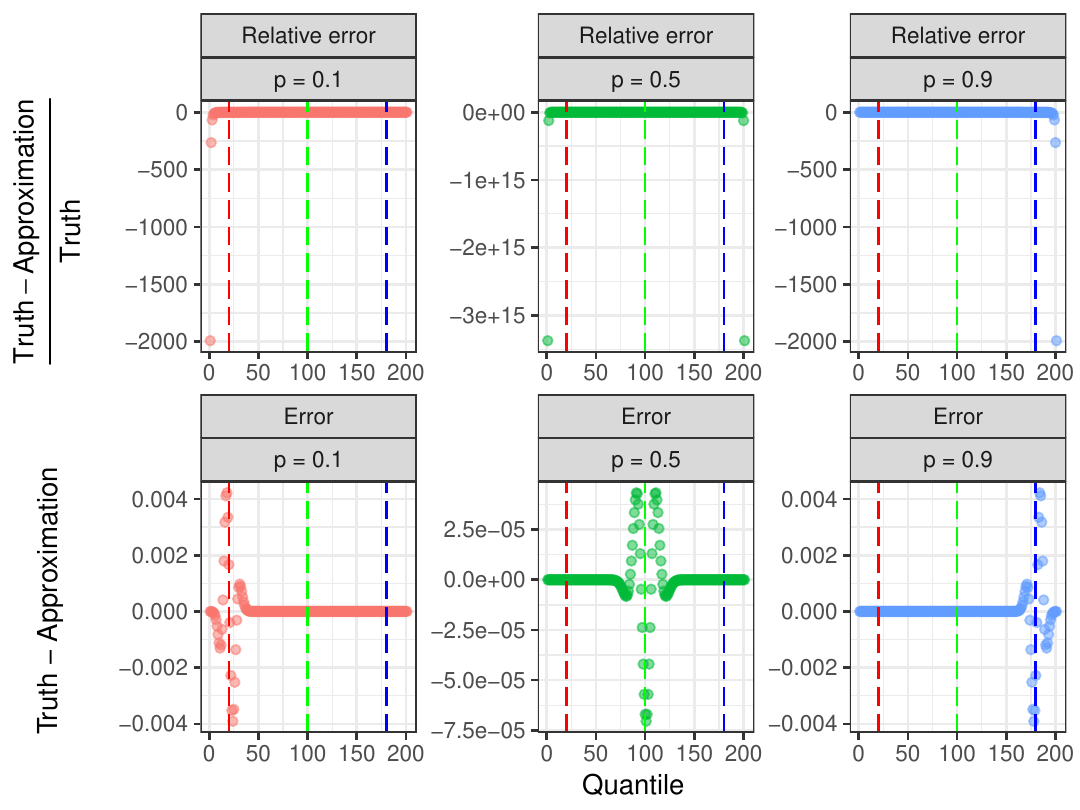 Relative error
Relative error
Relative error
p = 0.1
p = 0.5
p = 0.9
Truth − Approximation
Truth
0
−500
−1000
−1500
−2000
0e+00
−1e+15
−2e+15
−3e+15
0
−500
−1000
−1500
−2000
0 50 100 150 200
0 50 100 150 200
0 50 100 150 200
Error
Error
Error
p = 0.1
p = 0.5
p = 0.9
Truth − Approximation
0.004
0.002
0.000
−0.002
−0.004
2.5e−05
0.0e+00
−2.5e−05
−5.0e−05
−7.5e−05
0.004
0.002
0.000
−0.002
−0.004
0 50 100 150 200
0 50 100 150 200
0 50 100 150 200
Quantile